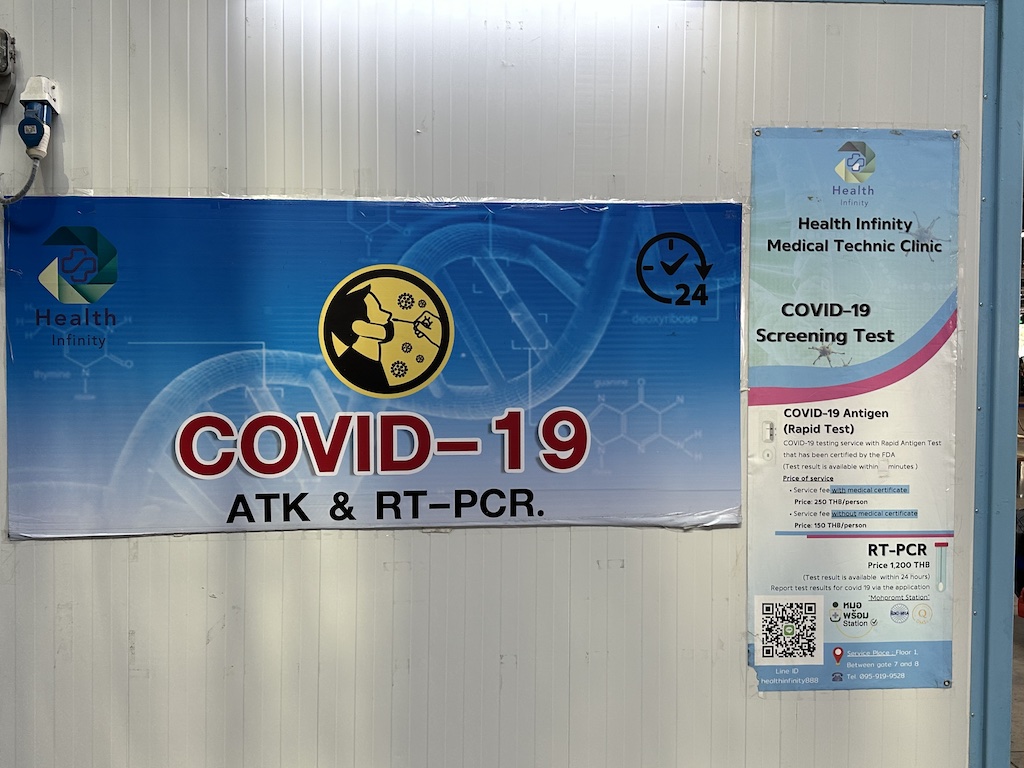 Health
Infinity
24
thymine
deoxyribose
guanine
COVID-19
ATK & RT-PCR.
Health
Infinity
Health Infinity
Medical Technic Clinic
COVID-19
Screening Test
COVID-19 Antigen
(Rapid Test)
COVID-19 testing service with Rapid Antigen Test
that has been certified by the FDA
(Test result is available within minutes )
Price of service
• Service fee with medical certificate
Price: 250 THB/person
• Service fee without medical certificate
Price: 150 THB/person
RT-PCR
Price 1,200 THB
(Test result is available within 24 hours)
Report test results for covid 19 via the application
"Mohpromt Station"
หมอ
พร้อม
Station
Line ID
healthinfinity888
Service Place : Floor 1,
Between gate 7 and 8
Tel 095-919-9528